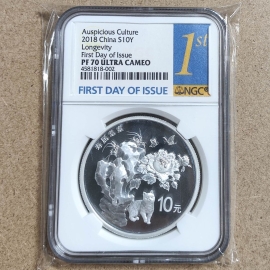 Auspicious Culture
2018 China S10Y
Longevity
First Day of Issue
PF 70 ULTRA CAMEO
4581818-002
1st
FIRST DAY OF ISSUE
NGC
10元